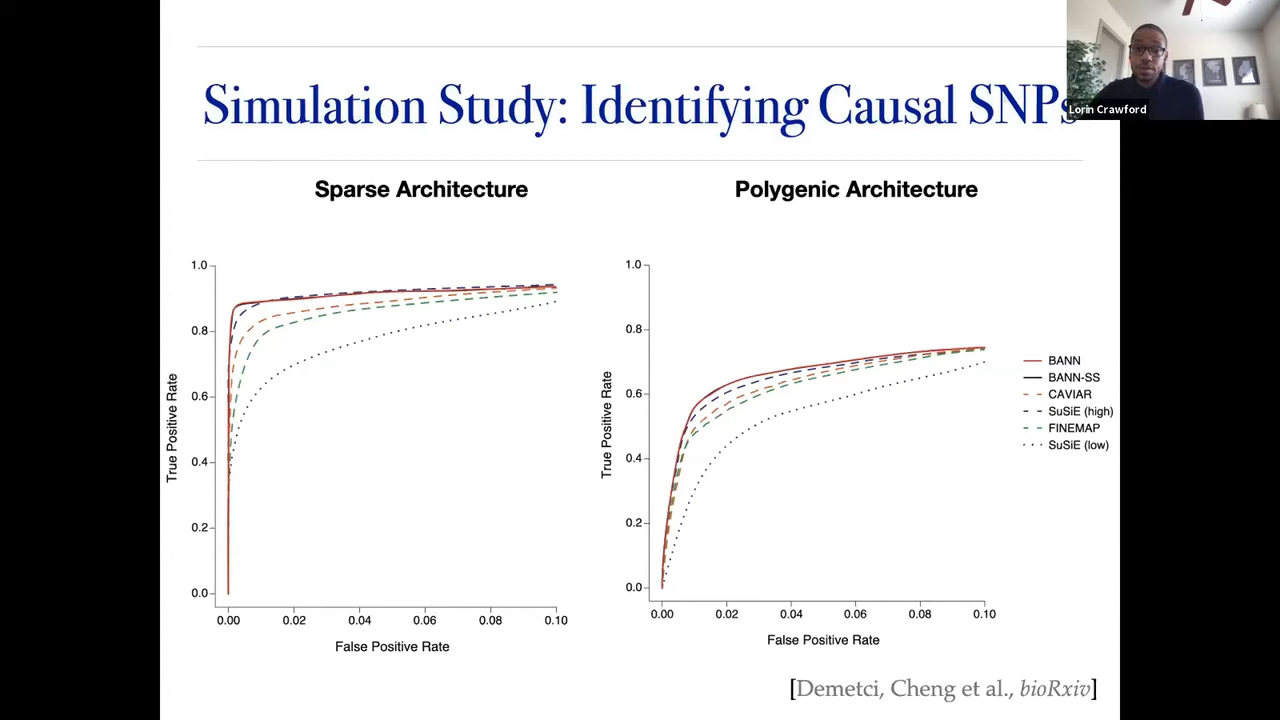 Simulation Study: Identifying Causal SNPs
Lorin Crawford
Sparse Architecture
1.0
0.8
0.6
0.4
0.2
0.0
True Positive Rate
0.00 0.02 0.04 0.06 0.08 0.10
False Positive Rate
Polygenic Architecture
1.0
0.8
0.6
0.4
0.2
0.0
True Positive Rate
0.00 0.02 0.04 0.06 0.08 0.10
False Positive Rate
BANN
BANN-SS
CAVIAR
SuSiE (high)
FINEMAP
SuSiE (low)
[Demetci, Cheng et al., bioRxiv]